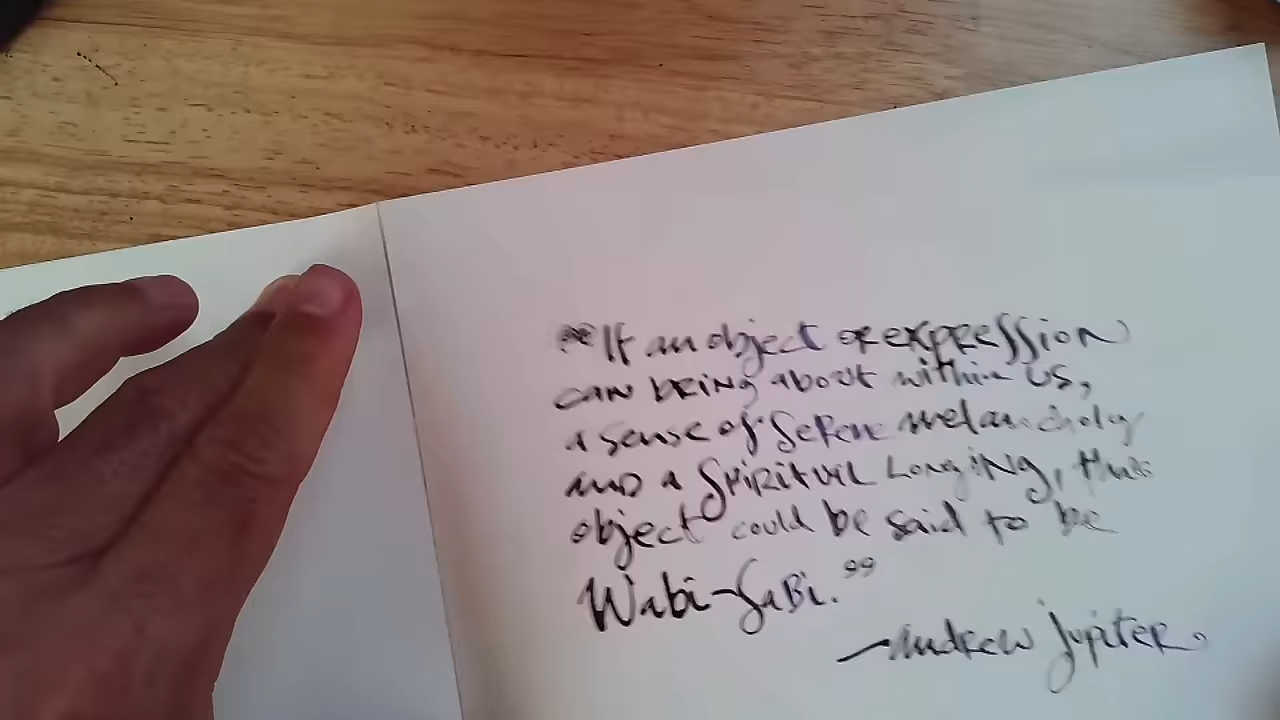 "If an object or expression
can bring about within us,
a sense of serene melancholy
and a spiritual longing, that
object could be said to be
Wabi-Sabi."
—Andrew Jupiter.